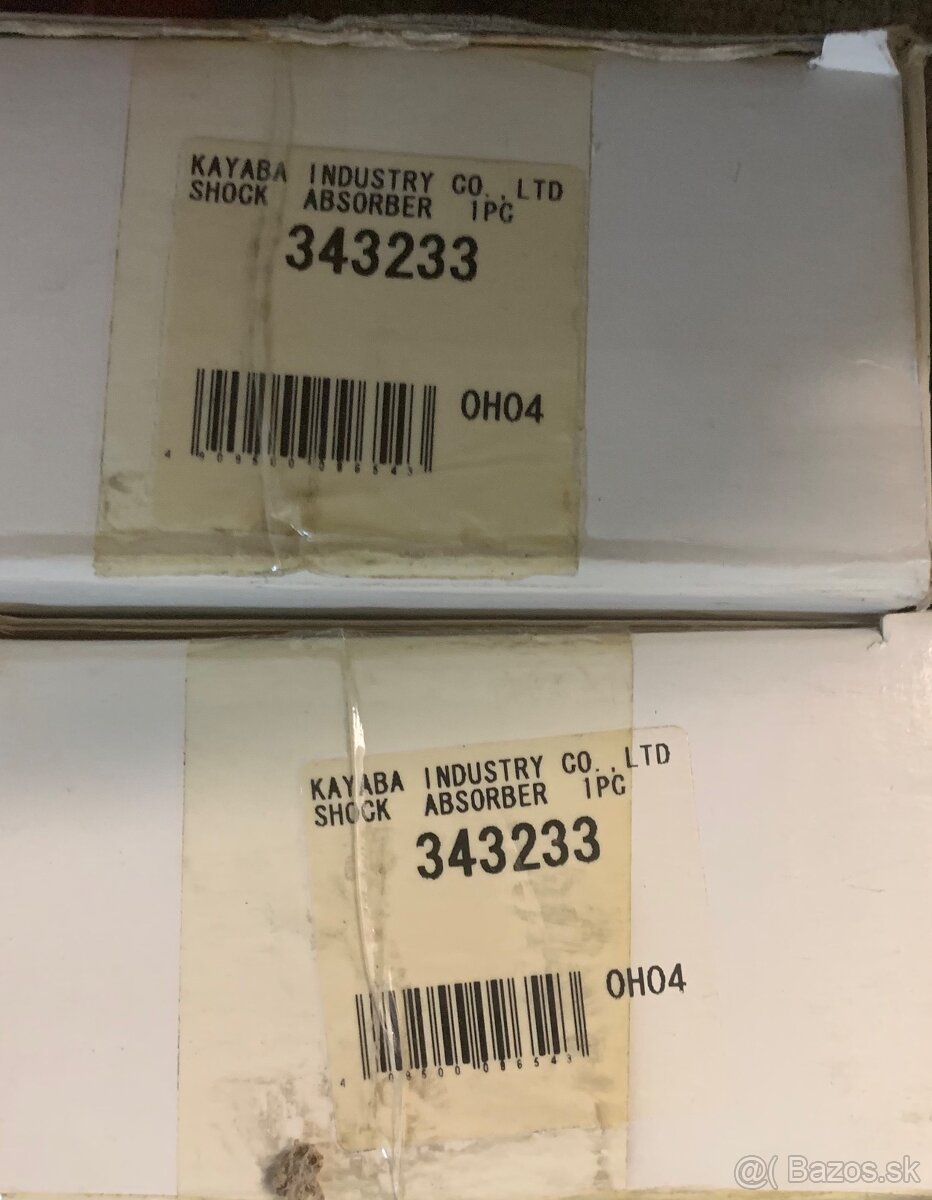 KAYABA INDUSTRY CO.,LTD
SHOCK ABSORBER 1PC
343233
OH04
KAYABA INDUSTRY CO.,LTD
SHOCK ABSORBER 1PC
343233
OH04
@( Bazos.sk